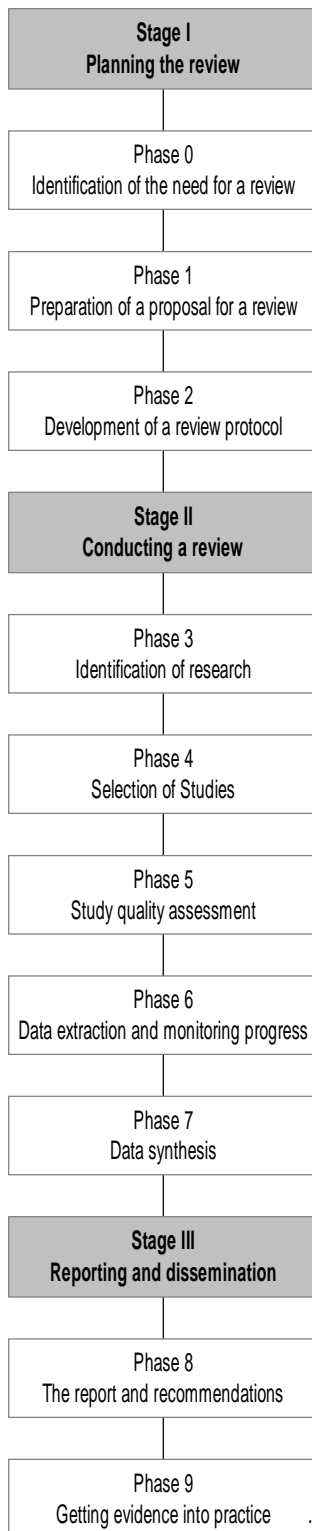 Stage I
Planning the review
Phase 0
Identification of the need for a review
Phase 1
Preparation of a proposal for a review
Phase 2
Development of a review protocol
Stage II
Conducting a review
Phase 3
Identification of research
Phase 4
Selection of Studies
Phase 5
Study quality assessment
Phase 6
Data extraction and monitoring progress
Phase 7
Data synthesis
Stage III
Reporting and dissemination
Phase 8
The report and recommendations
Phase 9
Getting evidence into practice .